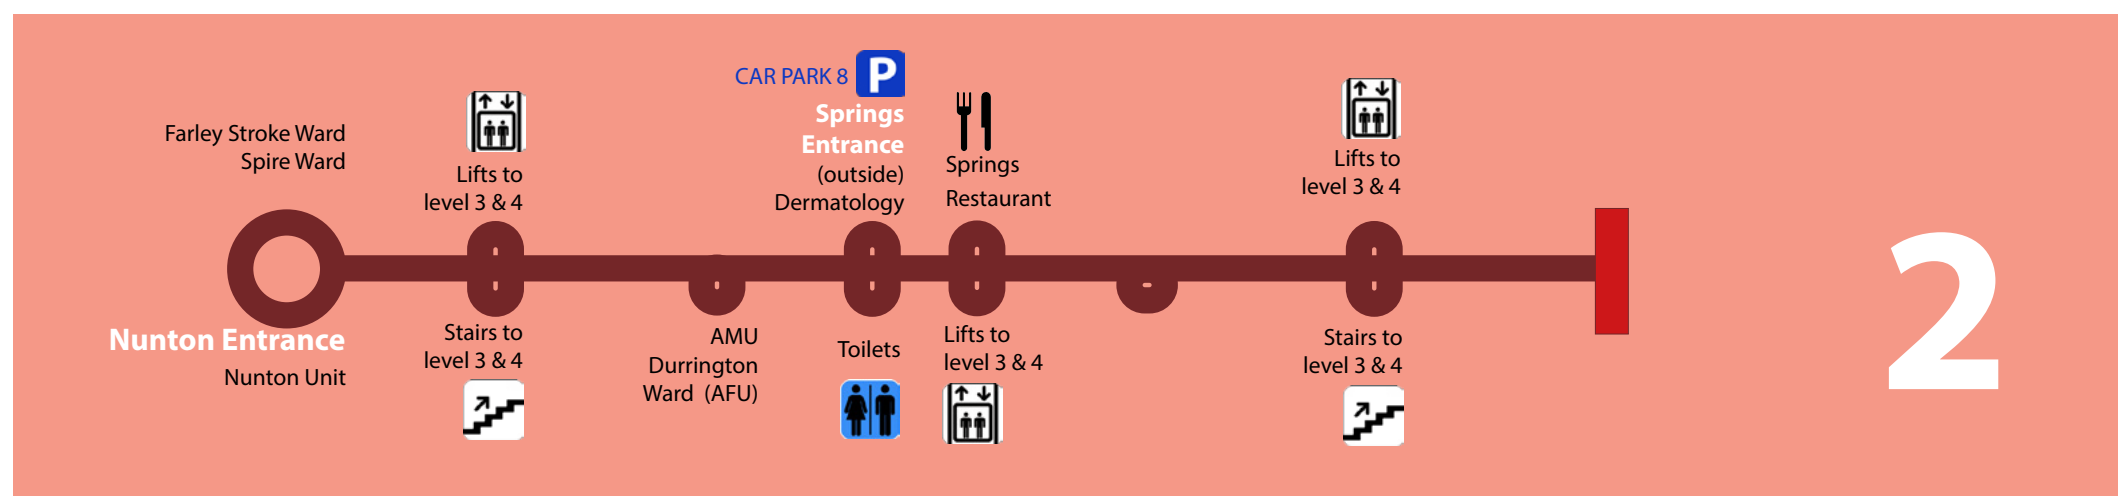 Farley Stroke Ward
Spire Ward
Nunton Entrance
Nunton Unit
Lifts to
level 3 & 4
Stairs to
level 3 & 4
AMU
Durrington
Ward (AFU)
CAR PARK 8 P
Springs
Entrance
(outside)
Dermatology
Toilets
Springs
Restaurant
Lifts to
level 3 & 4
Lifts to
level 3 & 4
Stairs to
level 3 & 4
2